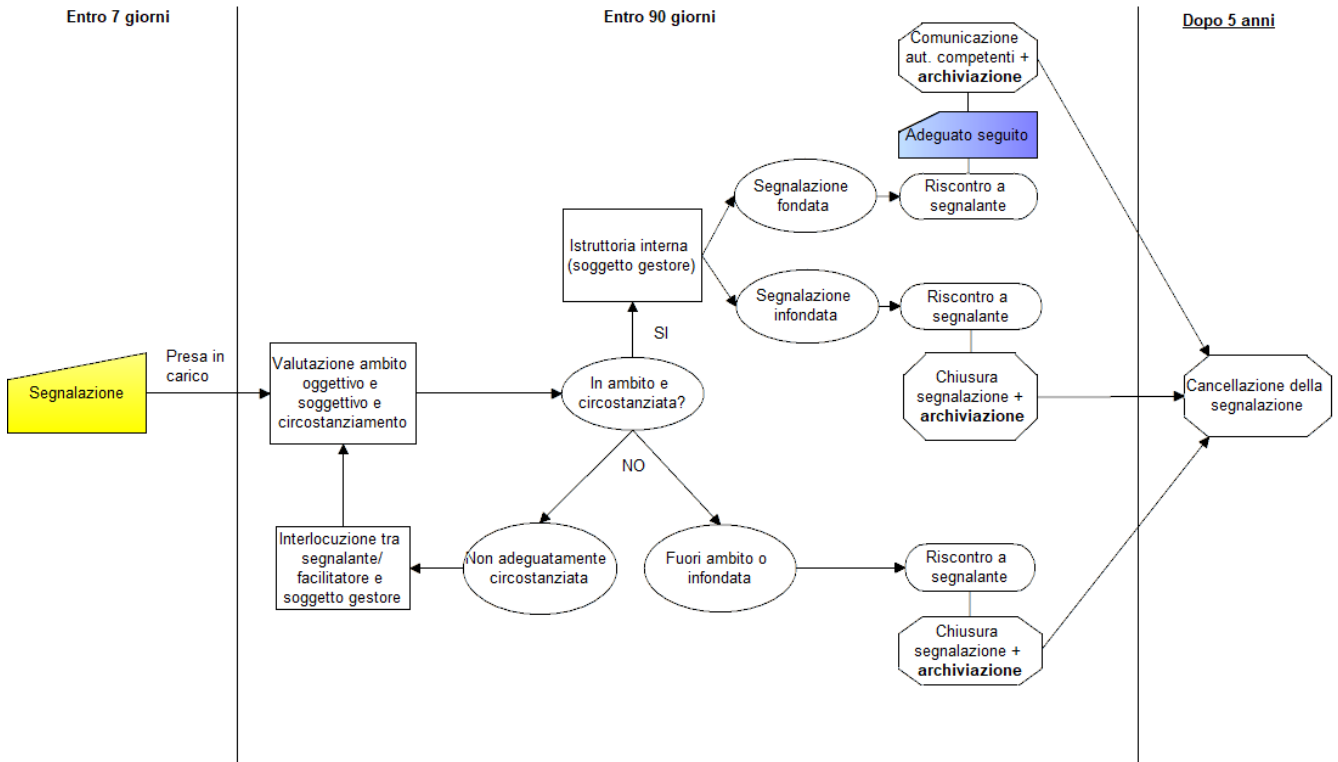 Entro 7 giorni
Entro 90 giorni
Dopo 5 anni
Comunicazione
aut. competenti +
archiviazione
Adeguato seguito
Segnalazione
fondata
Riscontro a
segnalante
Istruttoria interna
(soggetto gestore)
Segnalazione
infondata
Riscontro a
segnalante
SI
Presa in
carico
Segnalazione
Valutazione ambito
oggettivo e
soggettivo e
circostanziamento
In ambito e
circostanziata?
Chiusura
segnalazione +
archiviazione
Cancellazione della
segnalazione
NO
Interlocuzione tra
segnalante/
facilitatore e
soggetto gestore
Non adeguatamente
circostanziata
Fuori ambito o
infondata
Riscontro a
segnalante
Chiusura
segnalazione +
archiviazione